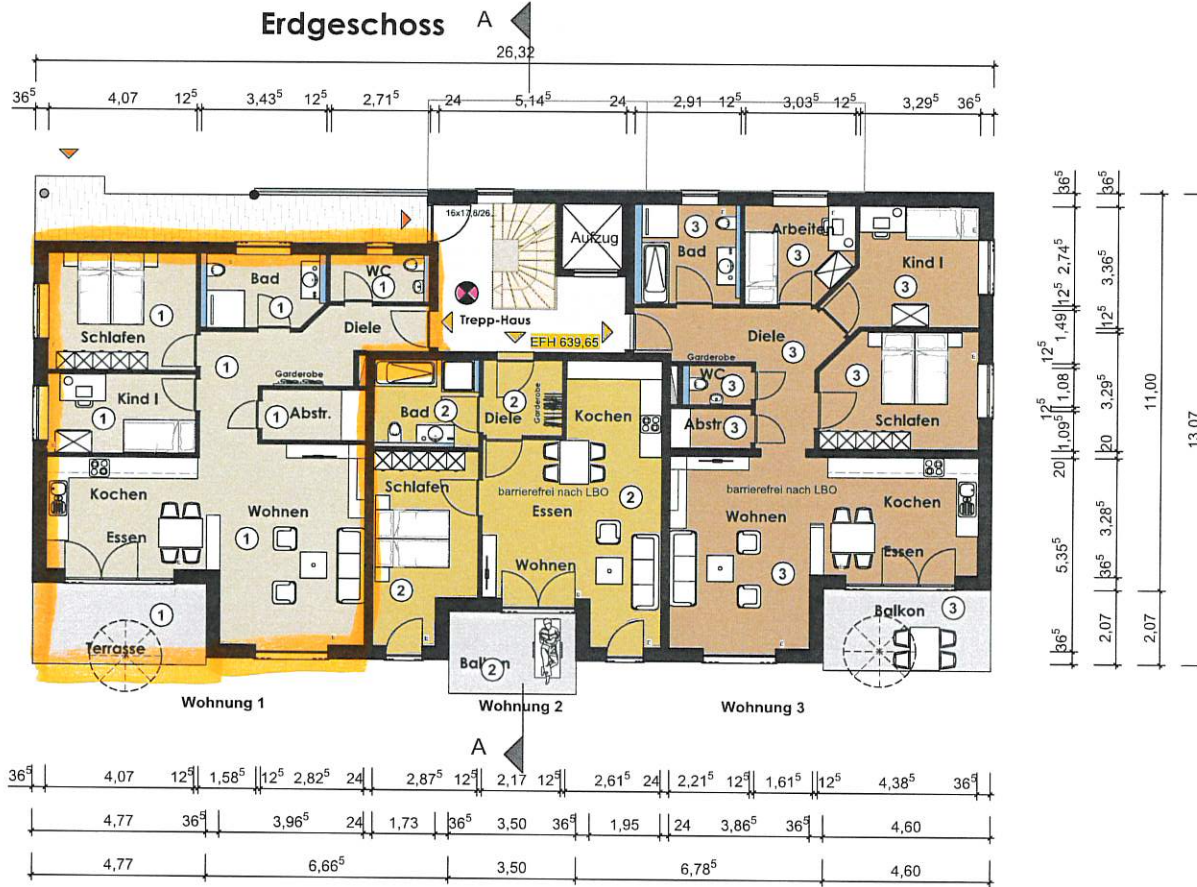 Erdgeschoss
A
26,32
36⁵ 4,07 12⁵ 3,43⁵ 12⁵ 2,71⁵ 24 5,14⁵ 24 2,91 12⁵ 3,03⁵ 12⁵ 3,29⁵ 36⁵
16x17,6/26
Aufzug
3
Bad
Arbeiten
3
Kind I
3
Bad
1
WC
1
Schlafen
1
Diele
Trepp-Haus
EFH 639,65
Diele
3
1
Garderobe
Garderobe
WC
3
3
Kind I
1
1
Abstr.
Bad
2
Diele
2
Garderobe
Kochen
Abstr.
3
Schlafen
Kochen
Essen
Wohnen
1
Schlafen
2
barrierefrei nach LBO
Essen
2
Wohnen
barrierefrei nach LBO
Wohnen
3
Kochen
Essen
1
Terrasse
Balkon
2
Balkon
3
Wohnung 1
Wohnung 2
Wohnung 3
36⁵ 2,74⁵ 12⁵ 1,49 12⁵ 1,08 12⁵ 1,09⁵ 20 5,35⁵ 36⁵
36⁵ 3,36⁵ 12⁵ 3,29⁵ 20 3,28⁵ 36⁵ 2,07
11,00 2,07
13,07
A
36⁵ 4,07 12⁵ 1,58⁵ 12⁵ 2,82⁵ 24 2,87⁵ 12⁵ 2,17 12⁵ 2,61⁵ 24 2,21⁵ 12⁵ 1,61⁵ 12⁵ 4,38⁵ 36⁵
4,77 36⁵ 3,96⁵ 24 1,73 36⁵ 3,50 36⁵ 1,95 24 3,86⁵ 36⁵ 4,60
4,77 6,66⁵ 3,50 6,78⁵ 4,60